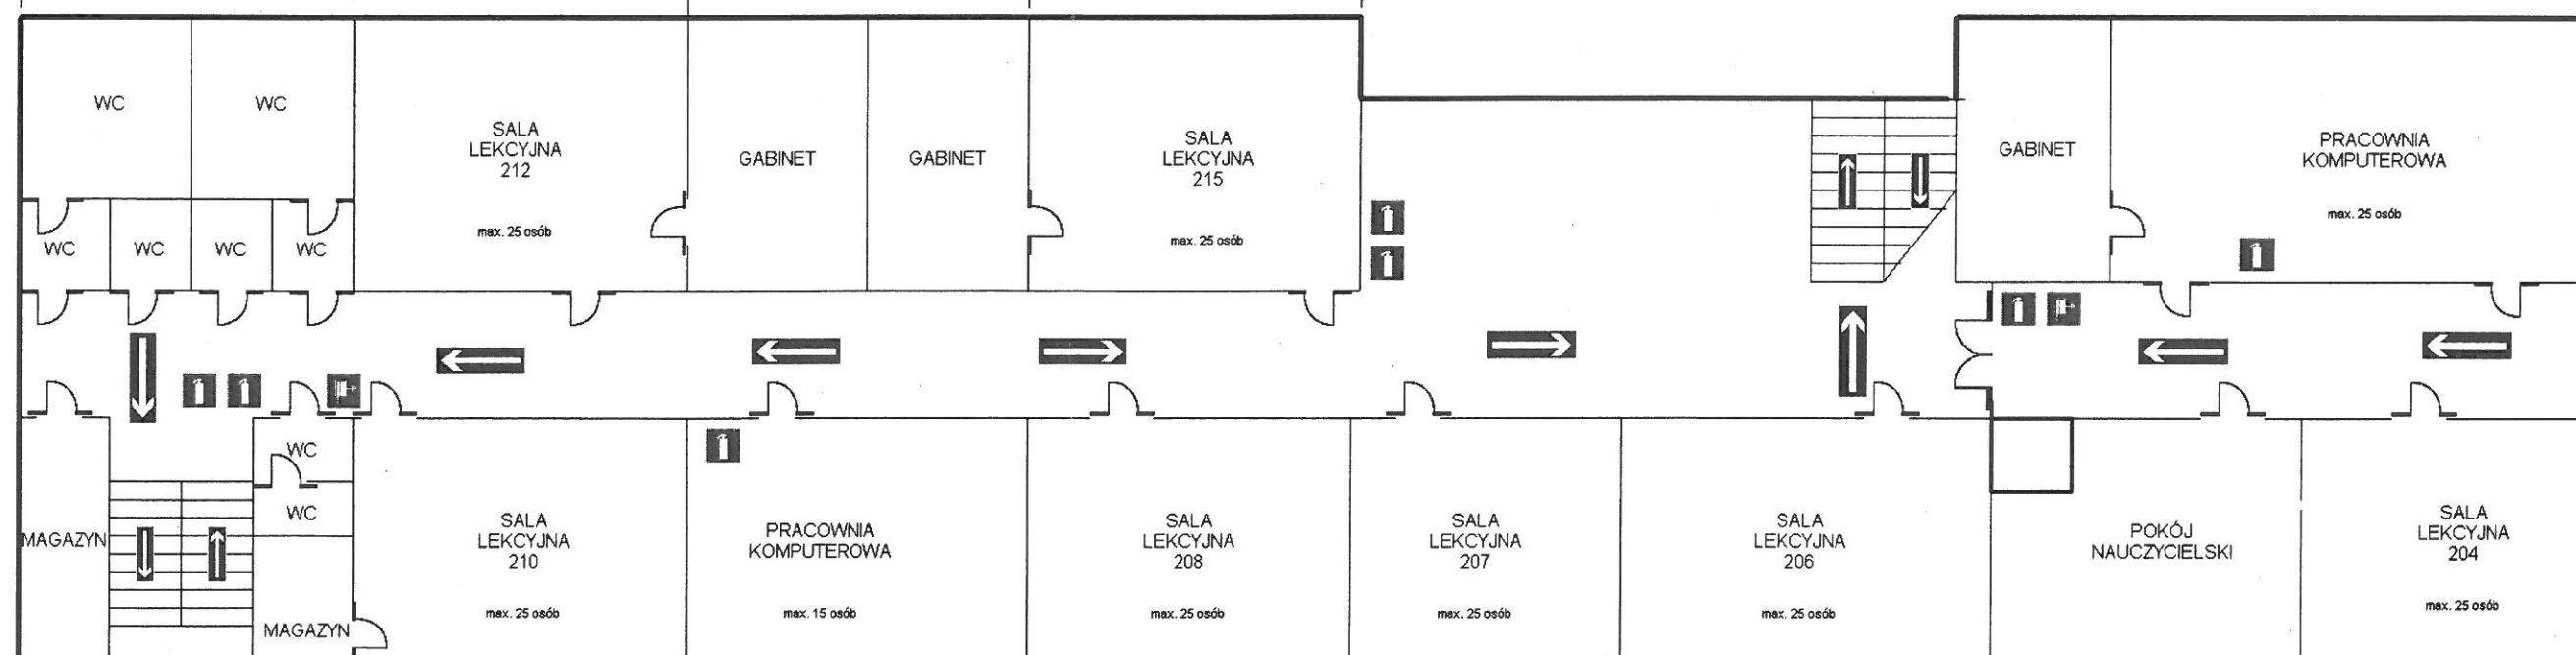 WC
WC
SALA
LEKCYJNA
212
max. 25 osób
GABINET
GABINET
SALA
LEKCYJNA
215
max. 25 osób
GABINET
PRACOWNIA
KOMPUTEROWA
max. 25 osób
WC
WC
WC
WC
WC
WC
MAGAZYN
MAGAZYN
SALA
LEKCYJNA
210
max. 25 osób
PRACOWNIA
KOMPUTEROWA
max. 15 osób
SALA
LEKCYJNA
208
max. 25 osób
SALA
LEKCYJNA
207
max. 25 osób
SALA
LEKCYJNA
206
max. 25 osób
POKÓJ
NAUCZYCIELSKI
SALA
LEKCYJNA
204
max. 25 osób